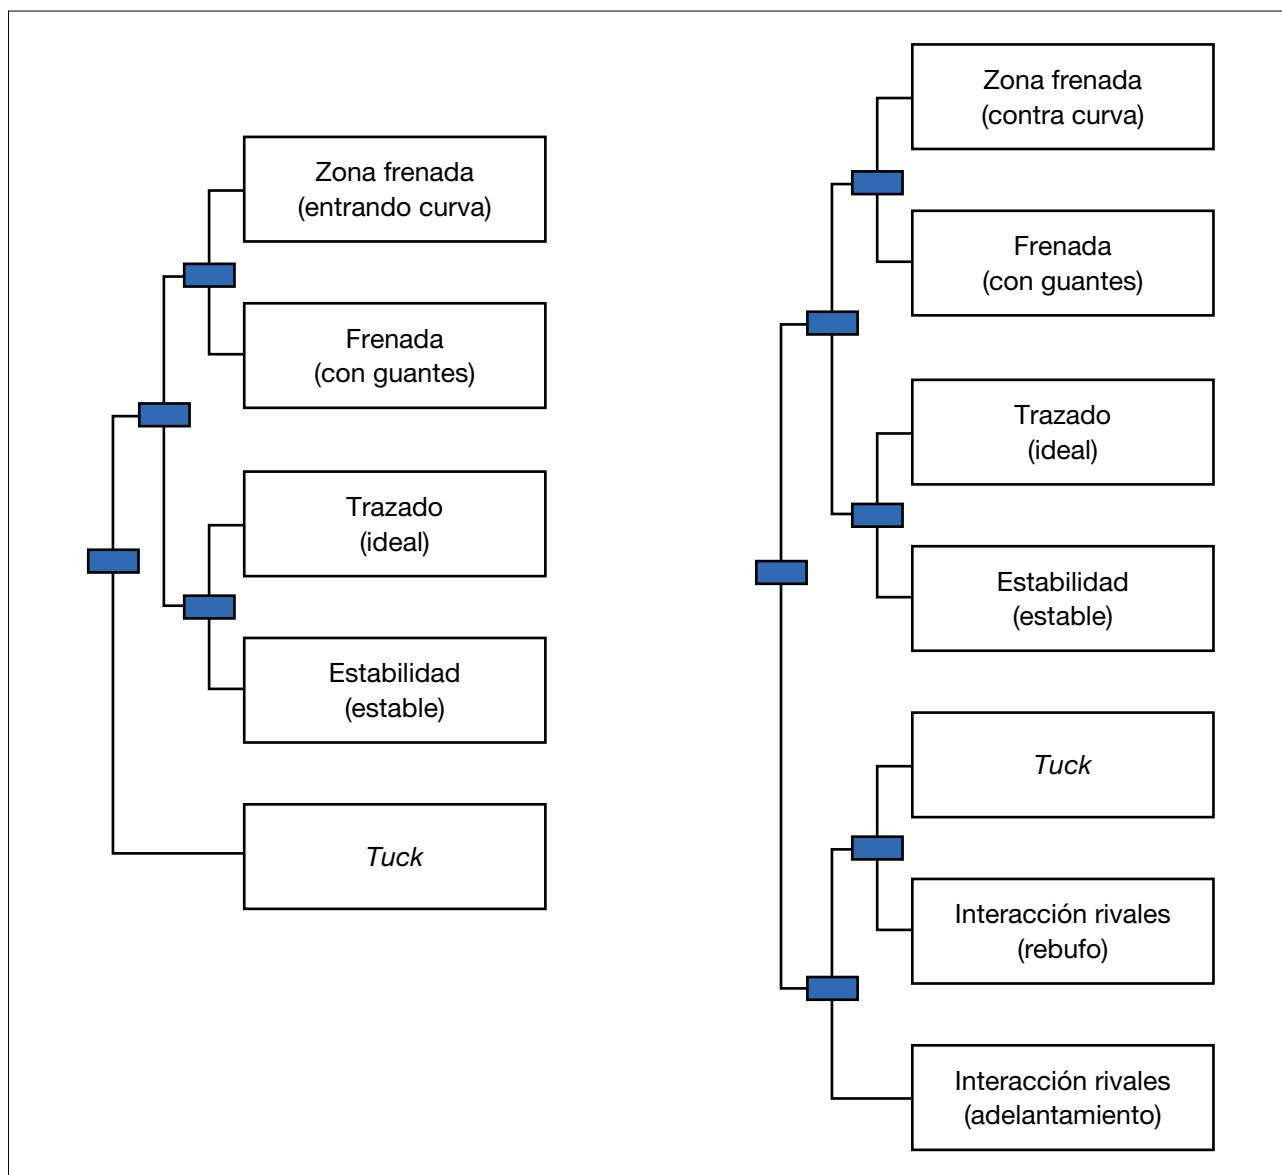 Zona frenada
(entrando curva)
Frenada
(con guantes)
Trazado
(ideal)
Estabilidad
(estable)
Tuck
Zona frenada
(contra curva)
Frenada
(con guantes)
Trazado
(ideal)
Estabilidad
(estable)
Tuck
Interacción rivales
(rebufo)
Interacción rivales
(adelantamiento)